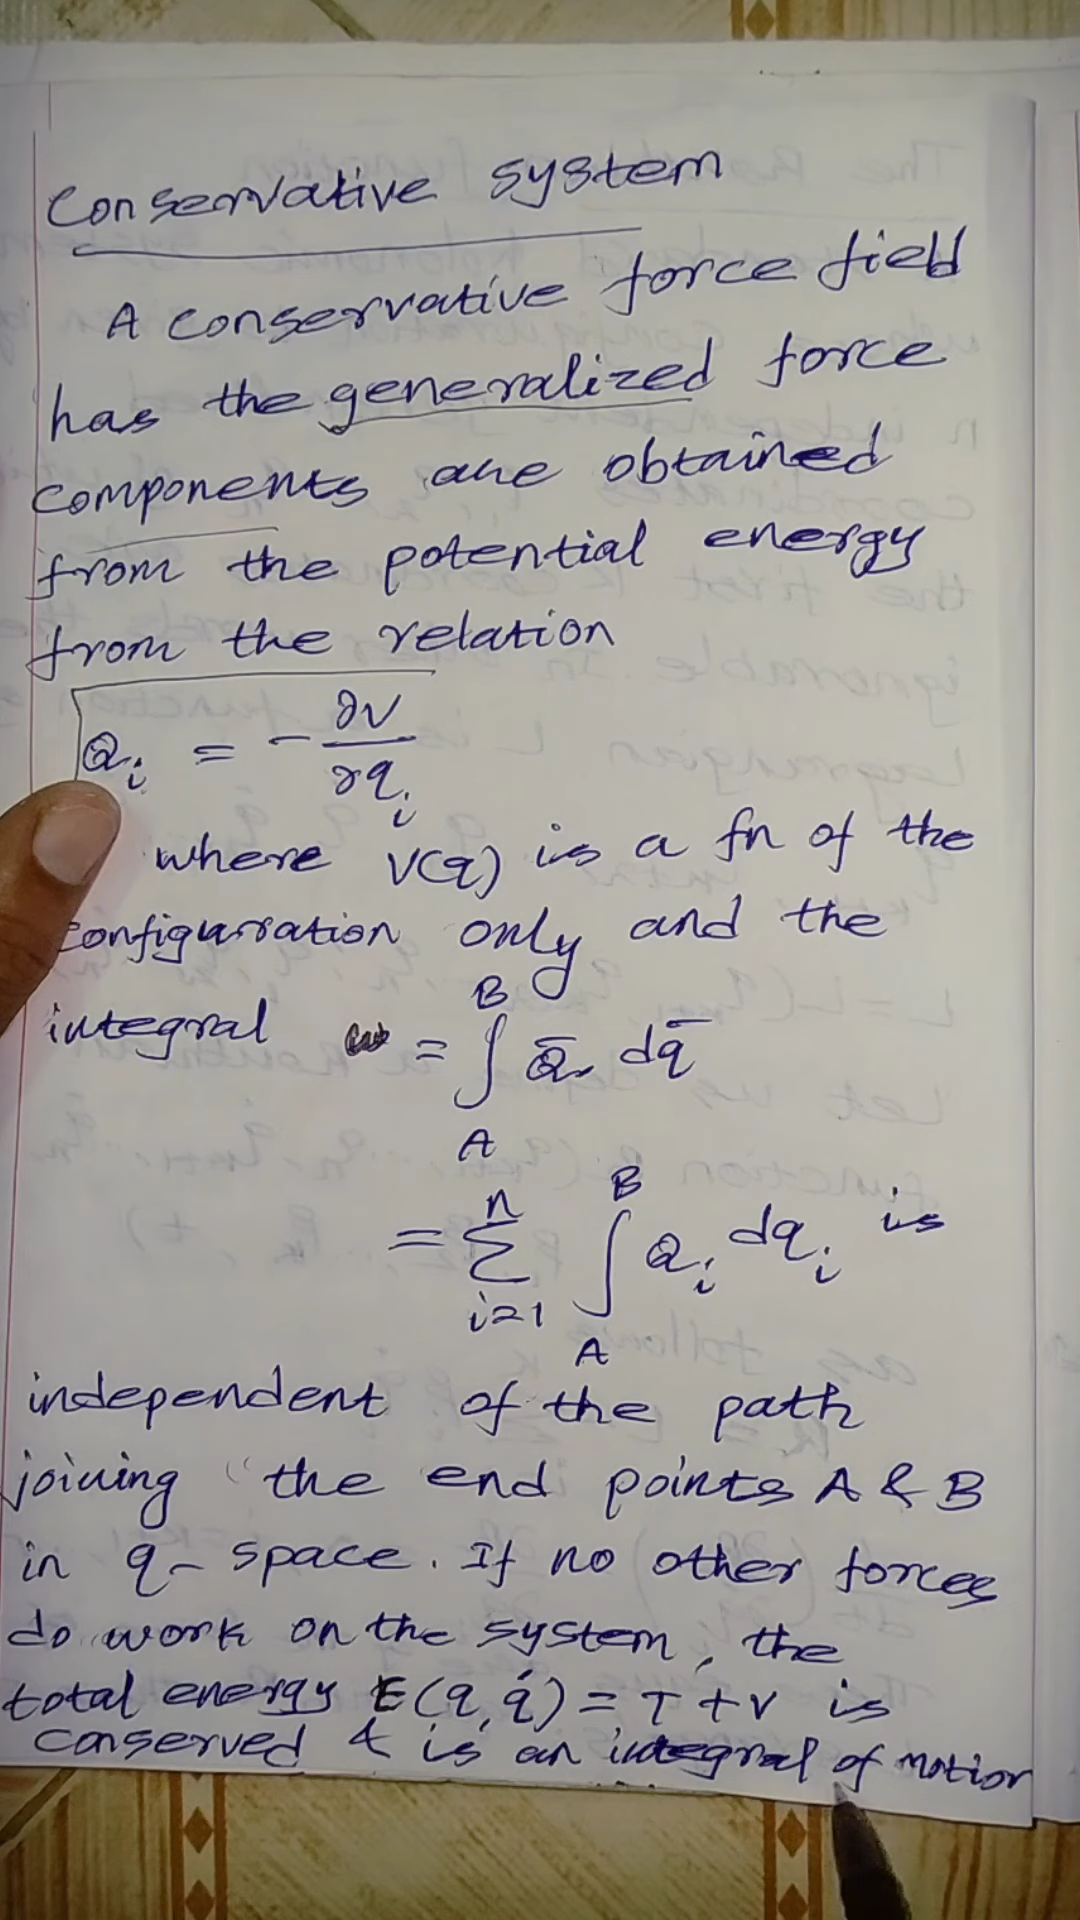 Conservative system
A conservative force field
has the generalized force
components are obtained
from the potential energy
from the relation
Qi = - ∂V/∂qi
where V(q) is a fn of the
configuration only and the
integral = ∫_A^B Q̄ dq̄
= Σ_{i=1}^n ∫_A^B Qi dqi is
independent of the path
joining the end points A & B
in q- space. If no other forces
do work on the system, the
total energy E(q, q̇) = T + V is
conserved & is an integral of motion